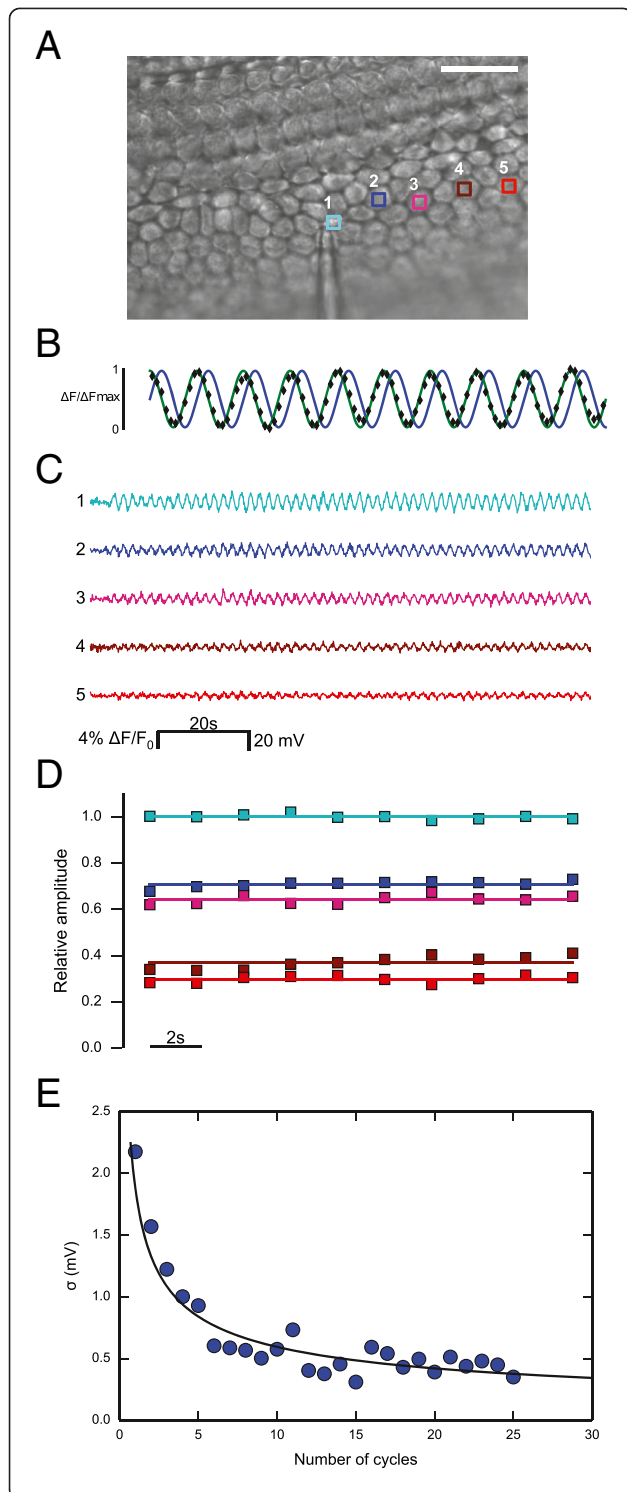 A
1
2
3
4
5
B
1
ΔF/ΔFmax
0
C
1
2
3
4
5
20s
4% ΔF/F₀
20 mV
D
1.0
0.8
0.6
0.4
0.2
0.0
Relative amplitude
2s
E
2.5
2.0
1.5
1.0
0.5
0.0
σ (mV)
0 5 10 15 20 25 30
Number of cycles